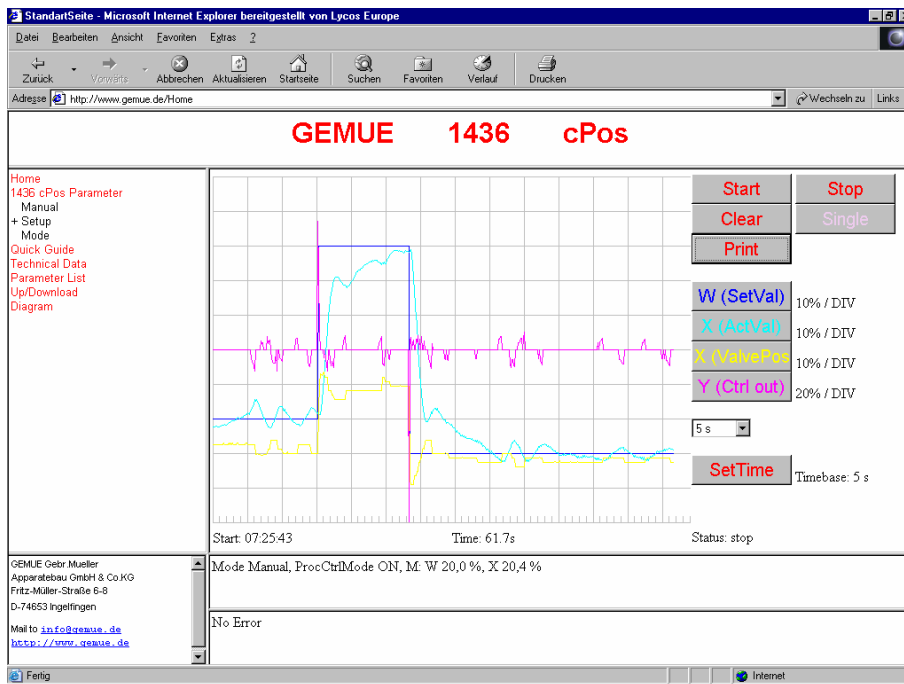 StandartSeite - Microsoft Internet Explorer bereitgestellt von Lycos Europe
Datei Bearbeiten Ansicht Favoriten Extras ?
Zurück Vorwärts Abbrechen Aktualisieren Startseite Suchen Favoriten Verlauf Drucken
Adresse http://www.gemue.de/Home Wechseln zu Links
GEMUE 1436 cPos
Home
1436 cPos Parameter
Manual
+ Setup
Mode
Quick Guide
Technical Data
Parameter List
Up/Download
Diagram
Start Stop
Clear Single
Print
W (SetVal) 10% / DIV
X (ActVal) 10% / DIV
X (ValvePos 10% / DIV
Y (Ctrl out) 20% / DIV
5 s
SetTime Timebase: 5 s
Start: 07:25:43 Time: 61.7s Status: stop
GEMUE Gebr.Mueller
Apparatebau GmbH & Co.KG
Fritz-Müller-Straße 6-8
D-74653 Ingelfingen
Mail to info@gemue.de
http://www.gemue.de
Mode Manual, ProcCtrlMode ON, M: W 20,0 %, X 20,4 %
No Error
Fertig Internet